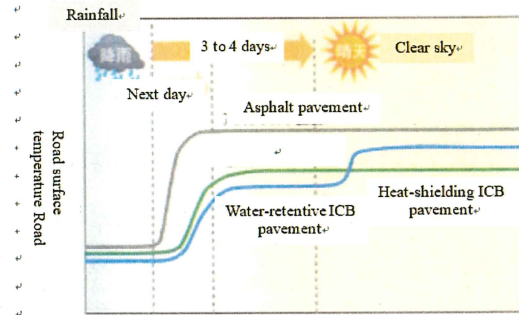 Rainfall
降雨
3 to 4 days
晴天
Clear sky
Next day
Asphalt pavement
Road surface
temperature Road
Water-retentive ICB
pavement
Heat-shielding ICB
pavement